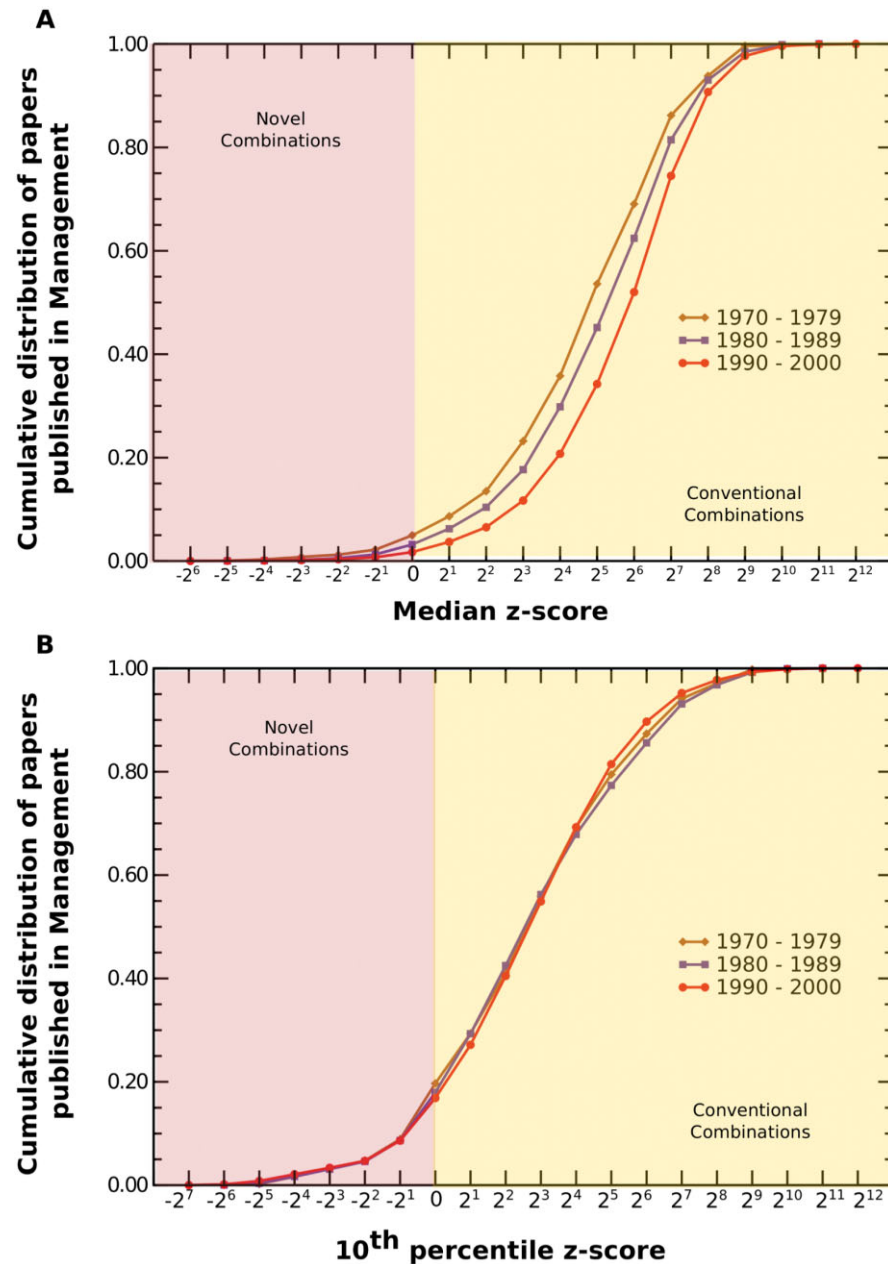 A
Cumulative distribution of papers
published in Management
1.00
0.80
0.60
0.40
0.20
0.00
Novel
Combinations
1970 - 1979
1980 - 1989
1990 - 2000
Conventional
Combinations
-2⁶ -2⁵ -2⁴ -2³ -2² -2¹ 0 2¹ 2² 2³ 2⁴ 2⁵ 2⁶ 2⁷ 2⁸ 2⁹ 2¹⁰ 2¹¹ 2¹²
Median z-score
B
Cumulative distribution of papers
published in Management
1.00
0.80
0.60
0.40
0.20
0.00
Novel
Combinations
1970 - 1979
1980 - 1989
1990 - 2000
Conventional
Combinations
-2⁷ -2⁶ -2⁵ -2⁴ -2³ -2² -2¹ 0 2¹ 2² 2³ 2⁴ 2⁵ 2⁶ 2⁷ 2⁸ 2⁹ 2¹⁰ 2¹¹ 2¹²
10th percentile z-score